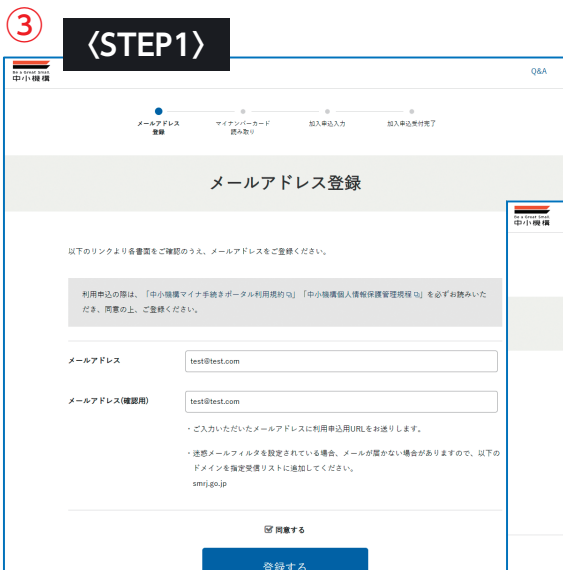 ③
〈STEP1〉
Be a Great Small.
中小機構
Q&A
メールアドレス
登録
マイナンバーカード
読み取り
加入申込入力
加入申込受付完了
メールアドレス登録
Be a Great Small.
中小機構
以下のリンクより各書面をご確認のうえ、メールアドレスをご登録ください。
利用申込の際は、「中小機構マイナ手続きポータル利用規約」「中小機構個人情報保護管理規程」を必ずお読みいた
だき、同意の上、ご登録ください。
メールアドレス
test@test.com
メールアドレス(確認用)
test@test.com
・ご入力いただいたメールアドレスに利用申込用URLをお送りします。
・迷惑メールフィルタを設定されている場合、メールが届かない場合がありますので、以下の
ドメインを指定受信リストに追加してください。
smrj.go.jp
同意する
登録する